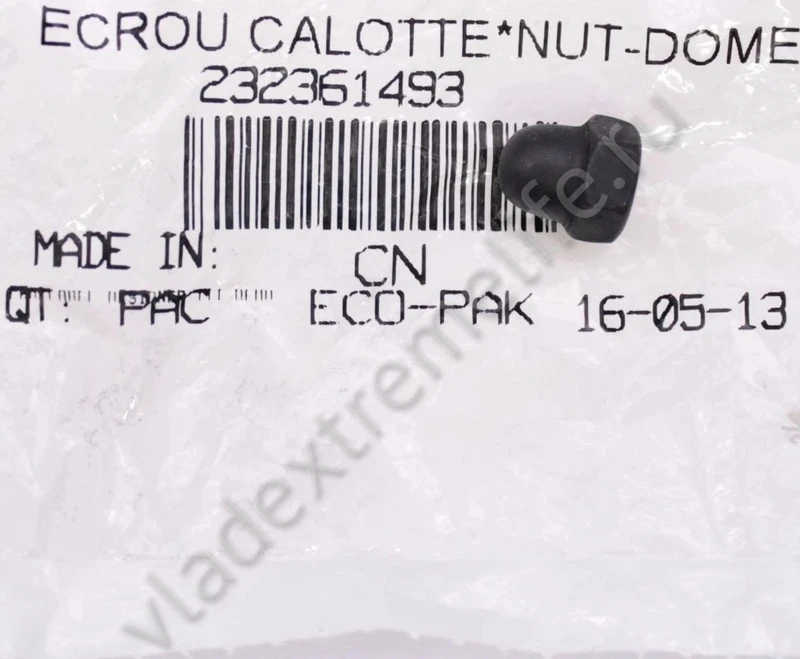 ECROU CALOTTE*NUT-DOME
232361493
MADE IN: CN
QT: PAC ECO-PAK 16-05-13
vladextremelife.ru